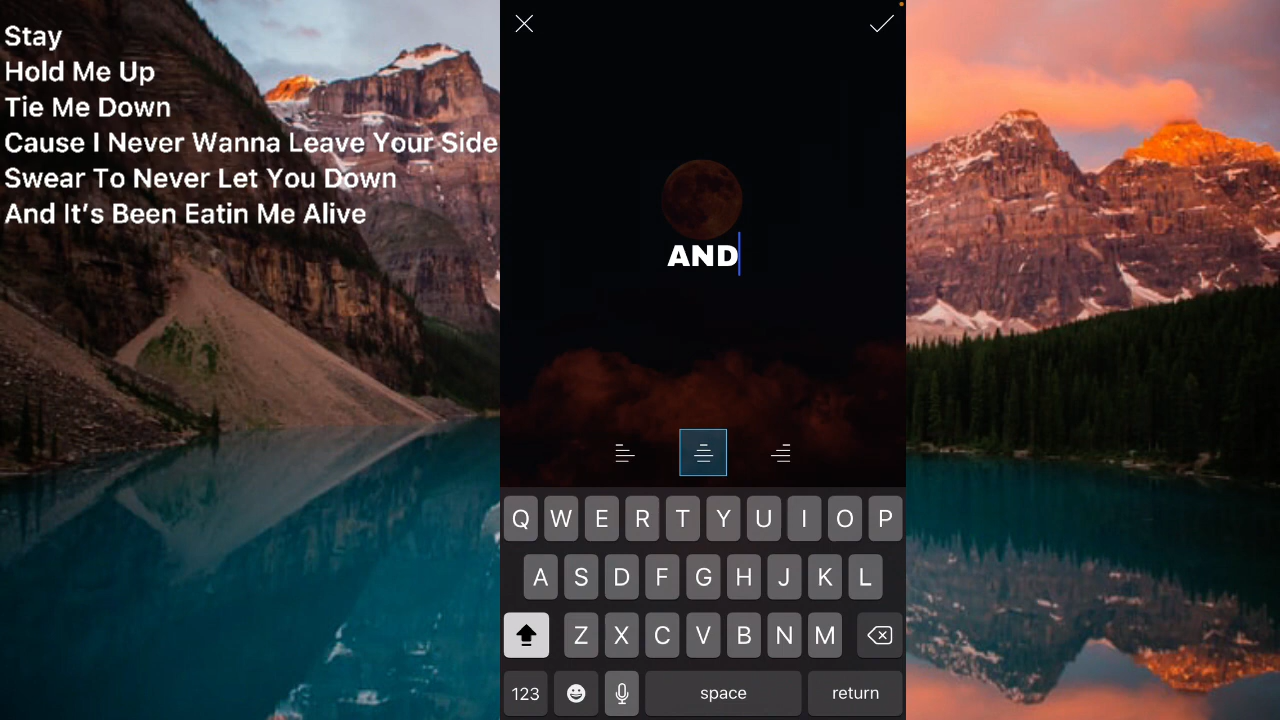 Stay
Hold Me Up
Tie Me Down
Cause I Never Wanna Leave Your Side
Swear To Never Let You Down
And It's Been Eatin Me Alive
AND
Q W E R T Y U I O P
A S D F G H J K L
Z X C V B N M
123 space return